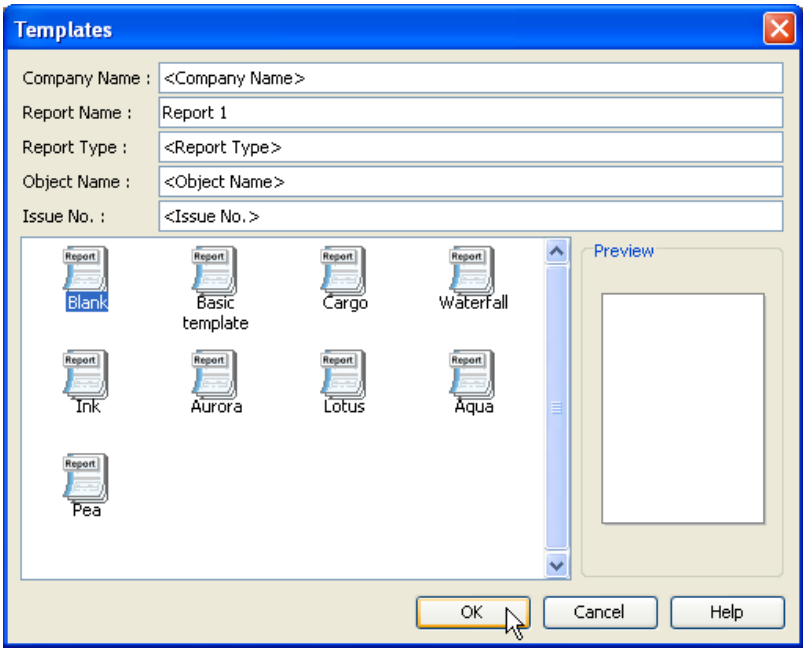 Templates
Company Name : <Company Name>
Report Name : Report 1
Report Type : <Report Type>
Object Name : <Object Name>
Issue No. : <Issue No.>
Preview
Report Report Report Report
Blank Basic template Cargo Waterfall
Report Report Report Report
Ink Aurora Lotus Aqua
Report
Pea
OK Cancel Help